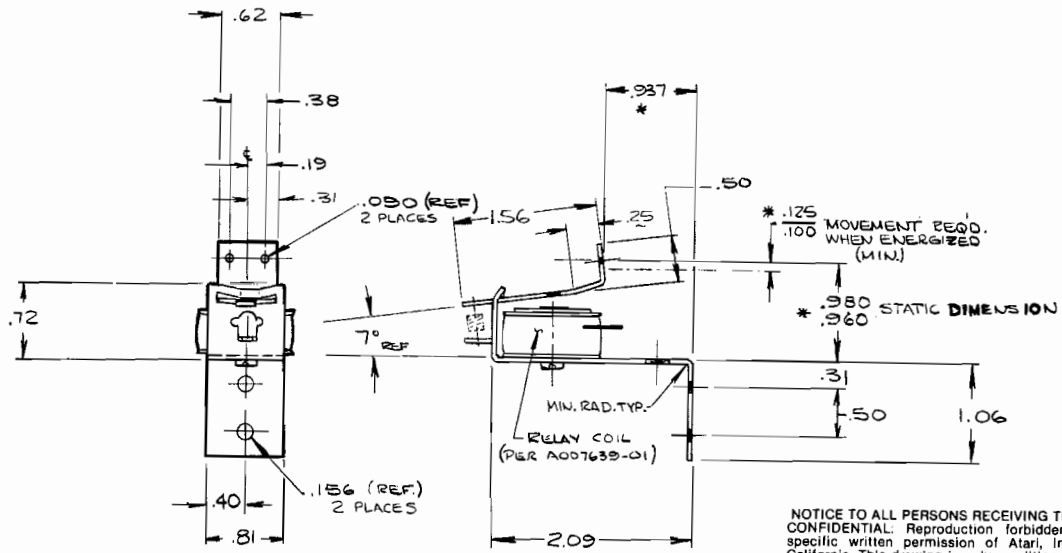 .62
.38
.19
.31
.090 (REF)
2 PLACES
.72
.40
.81
.156 (REF.)
2 PLACES
.937
*
.50
1.56
.25
* .125
.100
MOVEMENT REQD.
WHEN ENERGIZED
(MIN.)
* .980
.960
STATIC DIMENSION
7° REF
.31
MIN. RAD. TYP.
.50
1.06
RELAY COIL
(PER A007639-01)
2.09
NOTICE TO ALL PERSONS RECEIVING
CONFIDENTIAL: Reproduction forbidden
specific written permission of Atari,